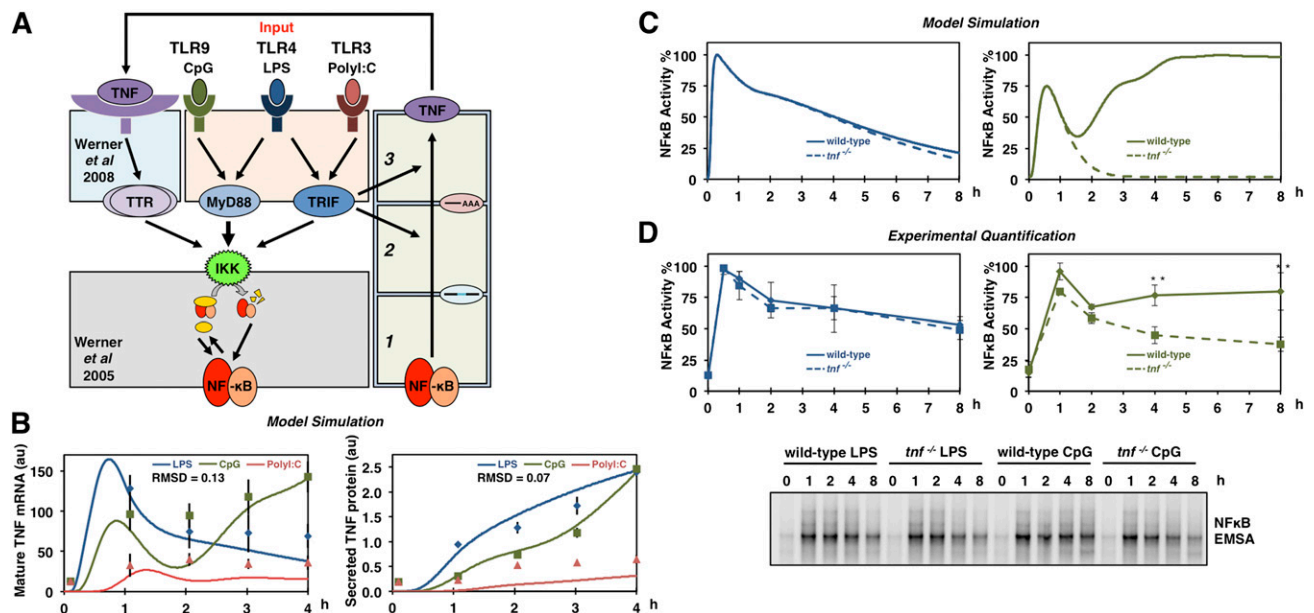 A
Input
TLR9
CpG
TLR4
LPS
TLR3
PolyI:C
TNF
TNF
Werner
et al
2008
3
TTR
MyD88
TRIF
AAA
2
IKK
Werner
et al
2005
1
NF -κB
NF -κB
B
Model Simulation
Mature TNF mRNA (au)
150
100
50
0
LPS CpG PolyI:C
RMSD = 0.13
0 1 2 3 4 h
Secreted TNF protein (au)
2.5
2.0
1.5
1.0
0.5
0.0
LPS CpG PolyI:C
RMSD = 0.07
0 1 2 3 4 h
C
Model Simulation
NFκB Activity %
100
75
50
25
0
wild-type
tnf -/-
0 1 2 3 4 5 6 7 8 h
NFκB Activity %
100
75
50
25
0
wild-type
tnf -/-
0 1 2 3 4 5 6 7 8 h
D
Experimental Quantification
NFκB Activity %
100
75
50
25
0
wild-type
tnf -/-
0 1 2 3 4 5 6 7 8 h
NFκB Activity %
100
75
50
25
0
* *
* *
wild-type
tnf -/-
0 1 2 3 4 5 6 7 8 h
wild-type LPS tnf -/- LPS wild-type CpG tnf -/- CpG
0 1 2 4 8 0 1 2 4 8 0 1 2 4 8 0 1 2 4 8 h
NFκB
EMSA